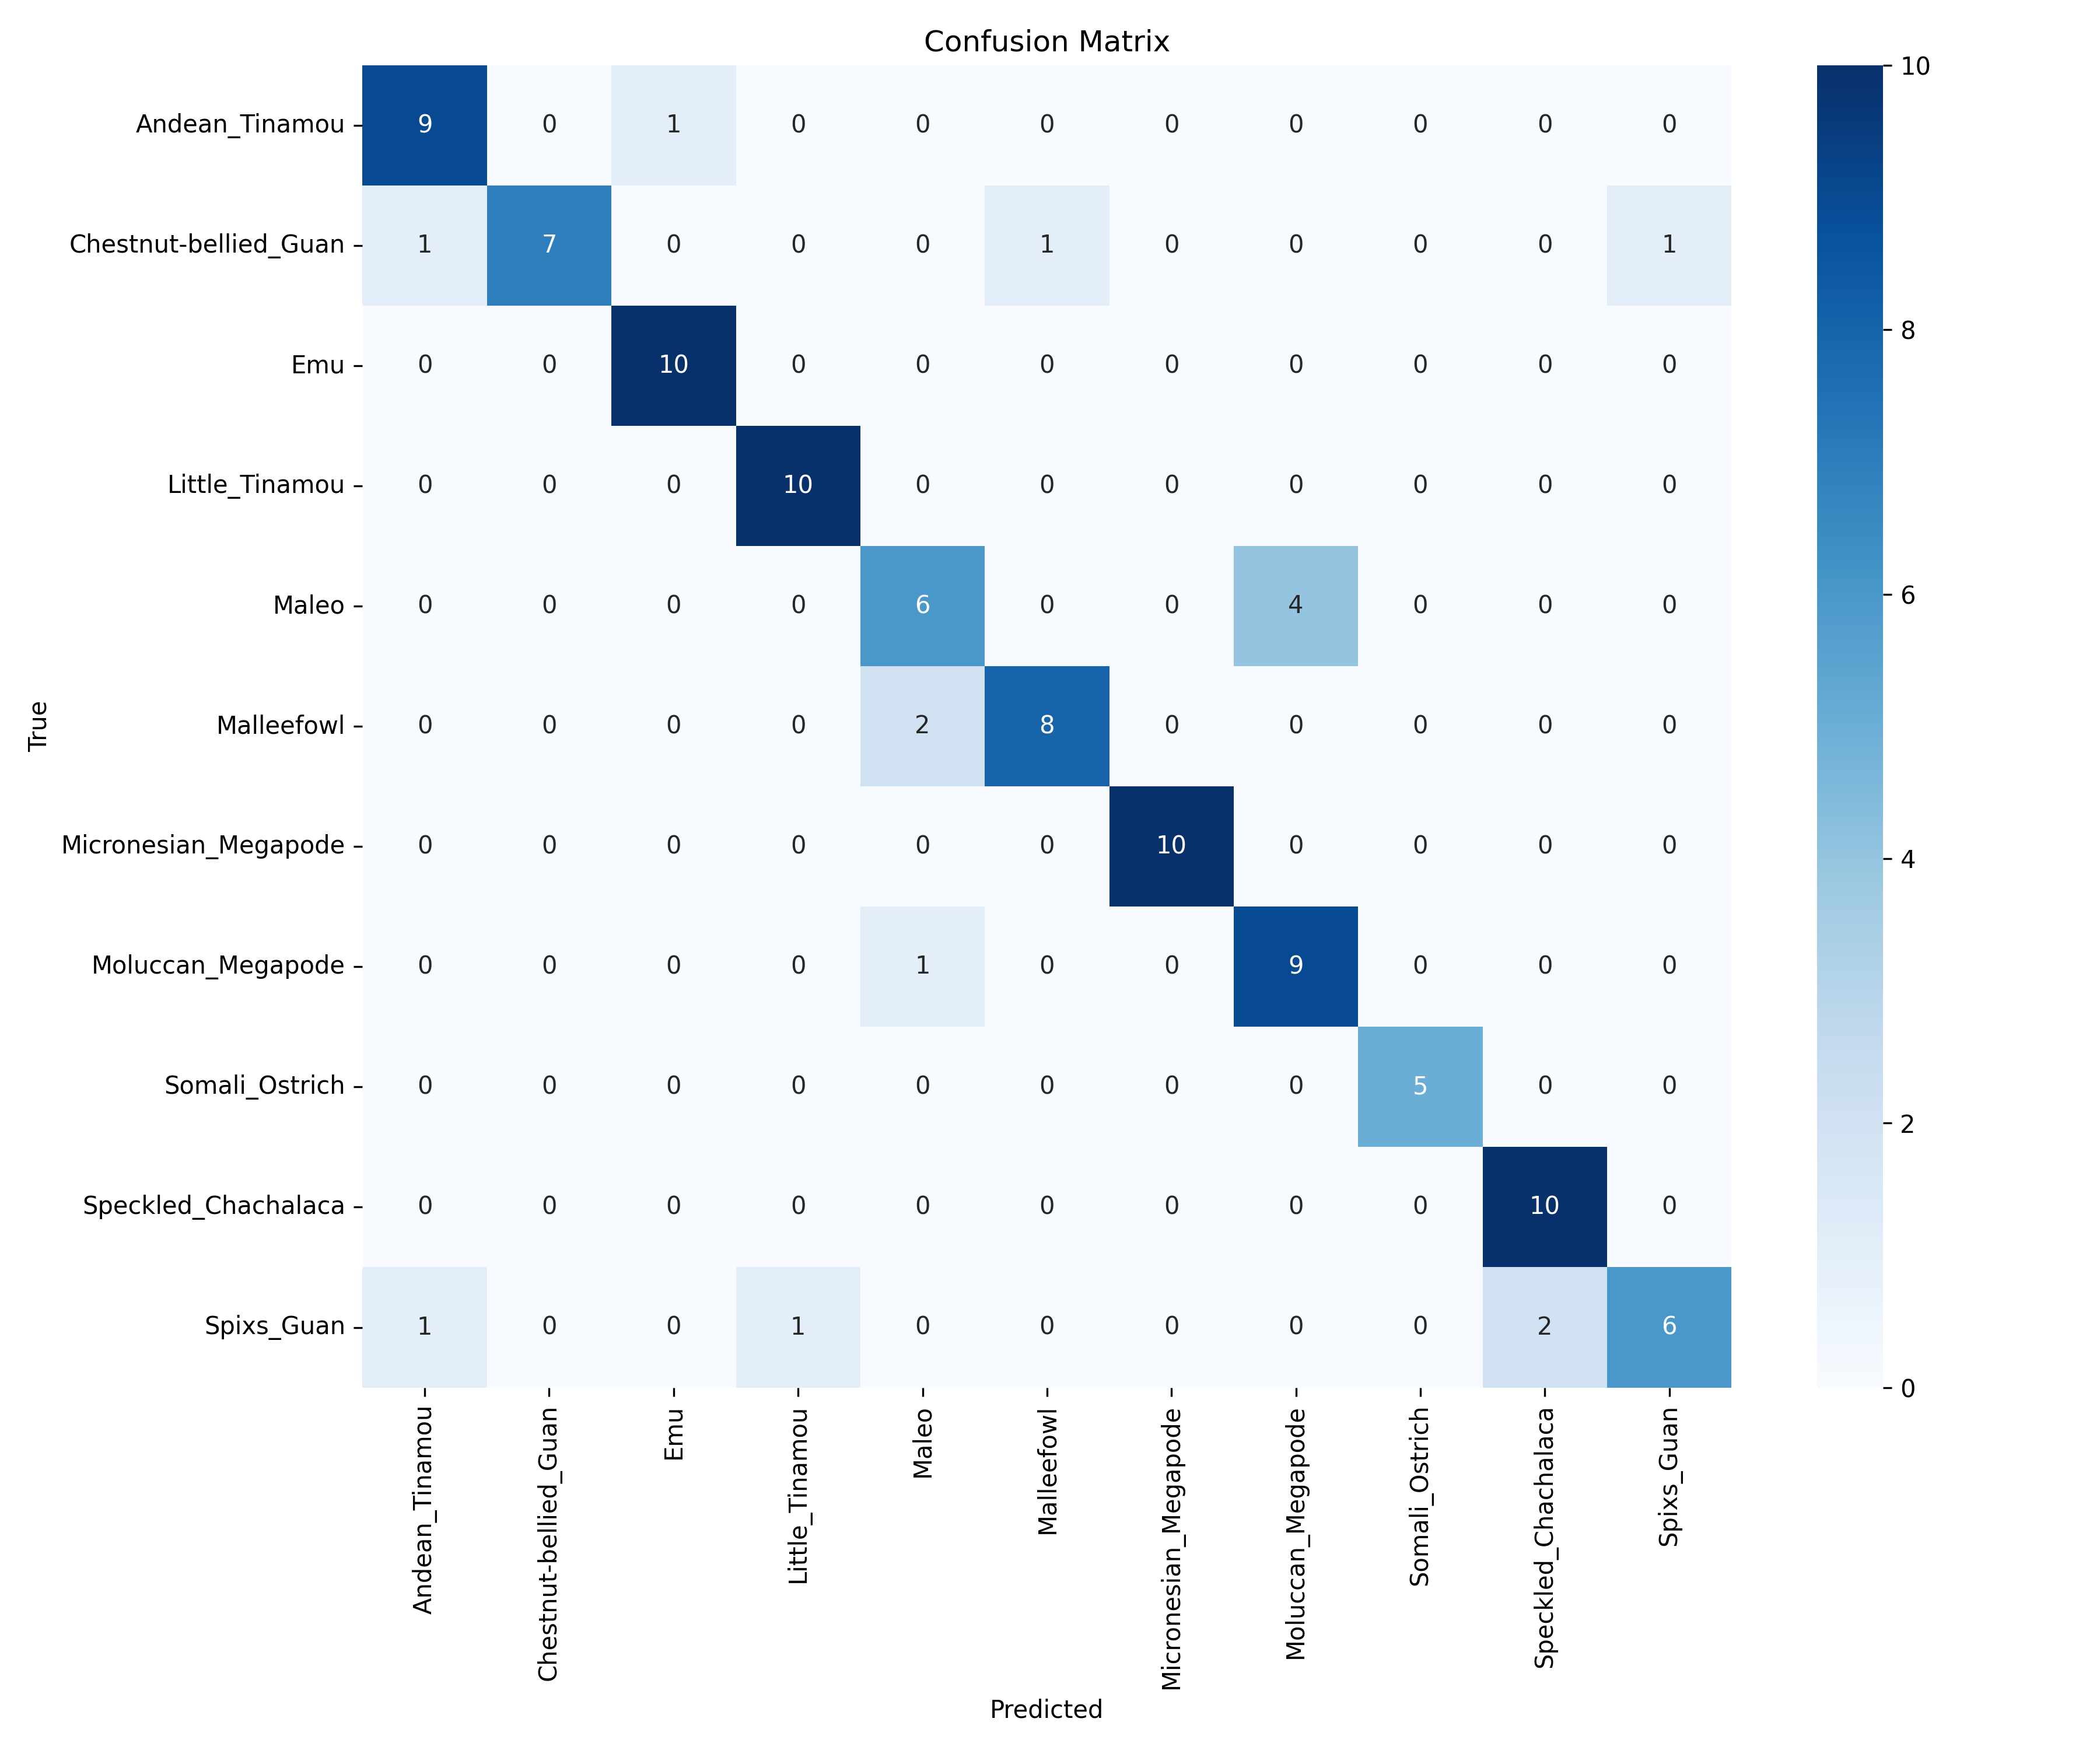 Confusion Matrix
Andean_Tinamou 9 0 1 0 0 0 0 0 0 0 0
Chestnut-bellied_Guan 1 7 0 0 0 1 0 0 0 0 1
Emu 0 0 10 0 0 0 0 0 0 0 0
Little_Tinamou 0 0 0 10 0 0 0 0 0 0 0
Maleo 0 0 0 0 6 0 0 4 0 0 0
Malleefowl 0 0 0 0 2 8 0 0 0 0 0
Micronesian_Megapode 0 0 0 0 0 0 10 0 0 0 0
Moluccan_Megapode 0 0 0 0 1 0 0 9 0 0 0
Somali_Ostrich 0 0 0 0 0 0 0 0 5 0 0
Speckled_Chachalaca 0 0 0 0 0 0 0 0 0 10 0
Spixs_Guan 1 0 0 1 0 0 0 0 0 2 6
True
Andean_Tinamou
Chestnut-bellied_Guan
Emu
Little_Tinamou
Maleo
Malleefowl
Micronesian_Megapode
Moluccan_Megapode
Somali_Ostrich
Speckled_Chachalaca
Spixs_Guan
Predicted
10
8
6
4
2
0